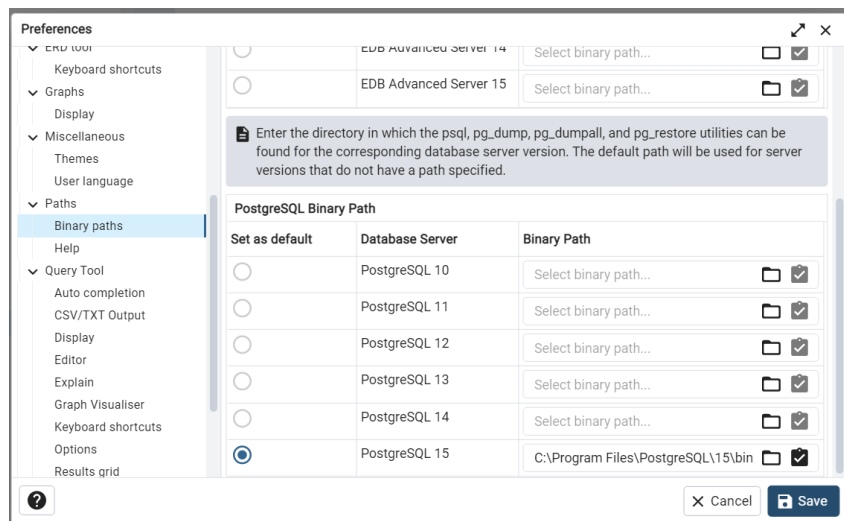 Preferences
ERD tool
Keyboard shortcuts
Graphs
Display
Miscellaneous
Themes
User language
Paths
Binary paths
Help
Query Tool
Auto completion
CSV/TXT Output
Display
Editor
Explain
Graph Visualiser
Keyboard shortcuts
Options
Results grid
EDB Advanced Server 14
Select binary path...
EDB Advanced Server 15
Select binary path...
Enter the directory in which the psql, pg_dump, pg_dumpall, and pg_restore utilities can be
found for the corresponding database server version. The default path will be used for server
versions that do not have a path specified.
PostgreSQL Binary Path
Set as default Database Server Binary Path
PostgreSQL 10 Select binary path...
PostgreSQL 11 Select binary path...
PostgreSQL 12 Select binary path...
PostgreSQL 13 Select binary path...
PostgreSQL 14 Select binary path...
PostgreSQL 15 C:\Program Files\PostgreSQL\15\bin
? Cancel Save